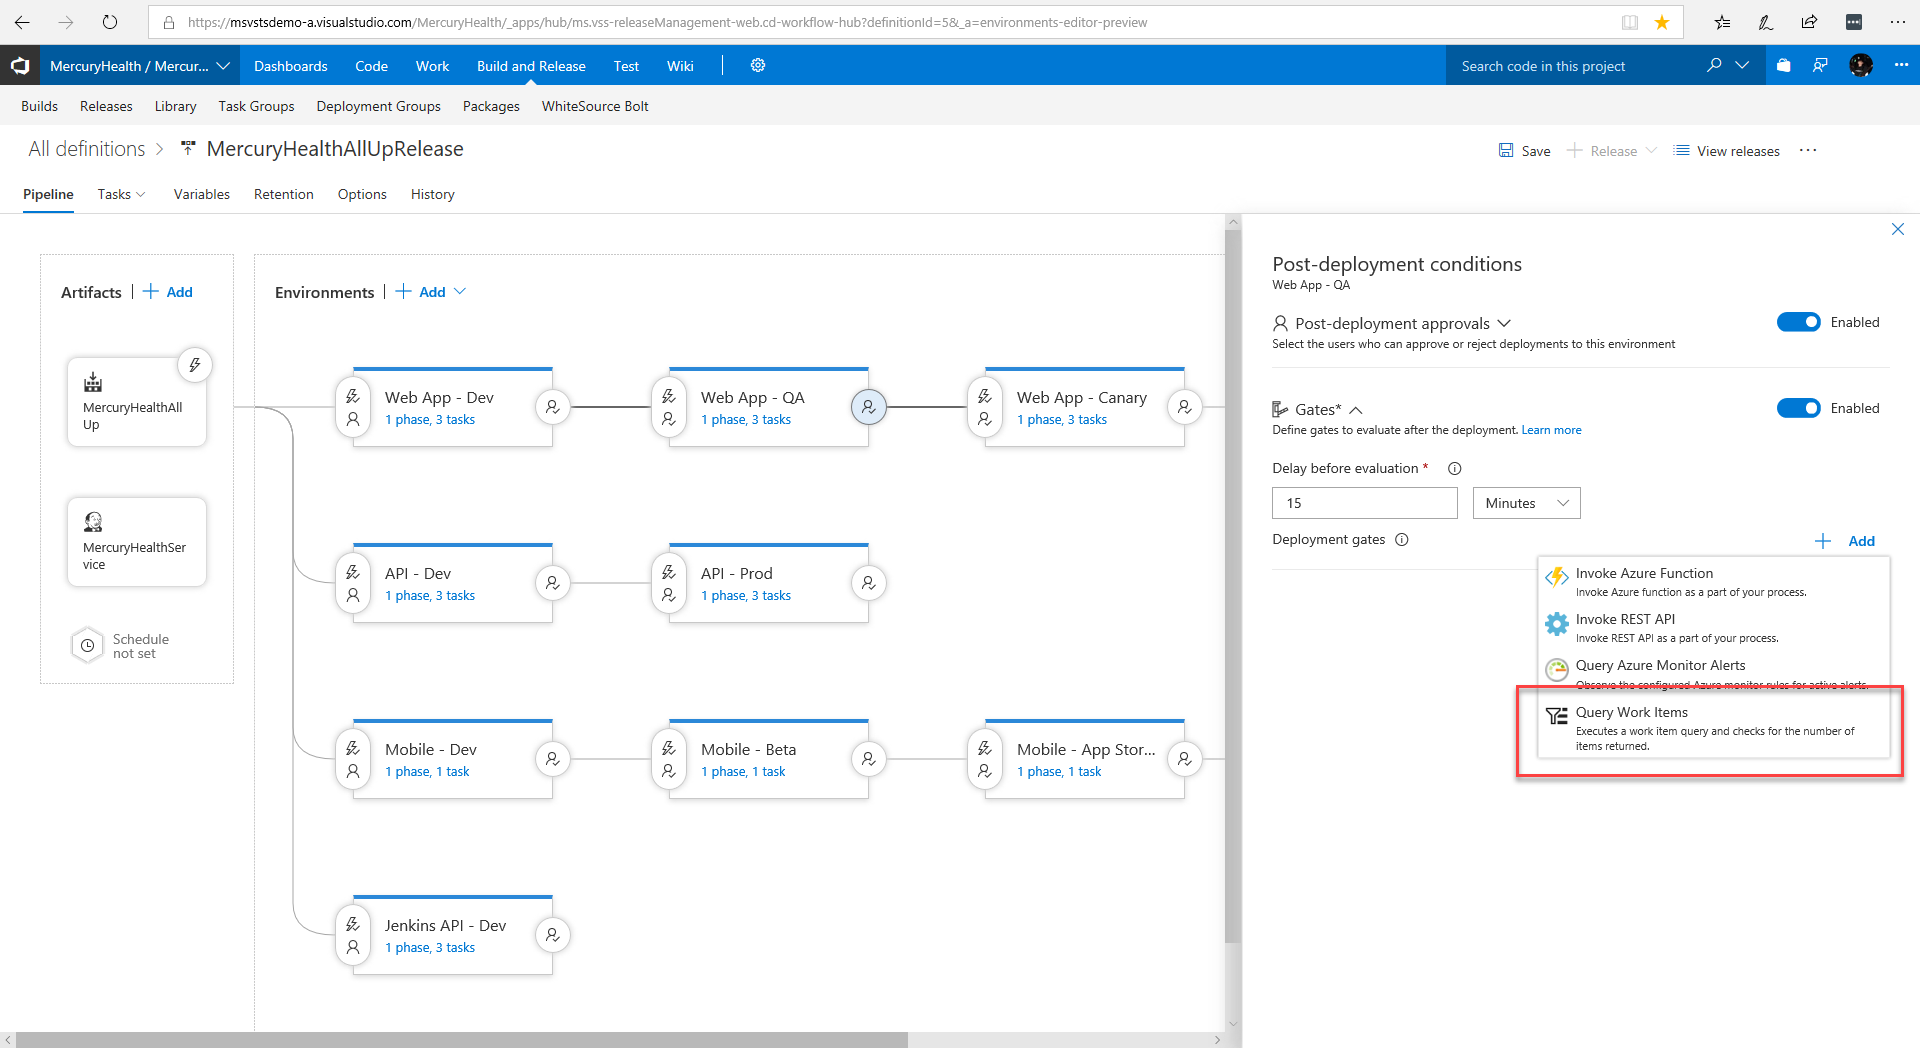 https://msvstsdemo-a.visualstudio.com/MercuryHealth/_apps/hub/ms.vss-releaseManagement-web.cd-workflow-hub?definitionId=5&_a=environments-editor-preview
MercuryHealth / Mercur...
Dashboards
Code
Work
Build and Release
Test
Wiki
Search code in this project
Builds
Releases
Library
Task Groups
Deployment Groups
Packages
WhiteSource Bolt
All definitions
MercuryHealthAllUpRelease
Save
Release
View releases
Pipeline
Tasks
Variables
Retention
Options
History
Artifacts
Add
MercuryHealthAll
Up
MercuryHealthSer
vice
Schedule
not set
Environments
Add
Web App - Dev
1 phase, 3 tasks
Web App - QA
1 phase, 3 tasks
Web App - Canary
1 phase, 3 tasks
API - Dev
1 phase, 3 tasks
API - Prod
1 phase, 3 tasks
Mobile - Dev
1 phase, 1 task
Mobile - Beta
1 phase, 1 task
Mobile - App Stor...
1 phase, 1 task
Jenkins API - Dev
1 phase, 3 tasks
Post-deployment conditions
Web App - QA
Post-deployment approvals
Enabled
Select the users who can approve or reject deployments to this environment
Gates*
Enabled
Define gates to evaluate after the deployment. Learn more
Delay before evaluation *
15
Minutes
Deployment gates
Add
Invoke Azure Function
Invoke Azure function as a part of your process.
Invoke REST API
Invoke REST API as a part of your process.
Query Azure Monitor Alerts
Observe the configured Azure monitor rules for active alerts.
Query Work Items
Executes a work item query and checks for the number of
items returned.